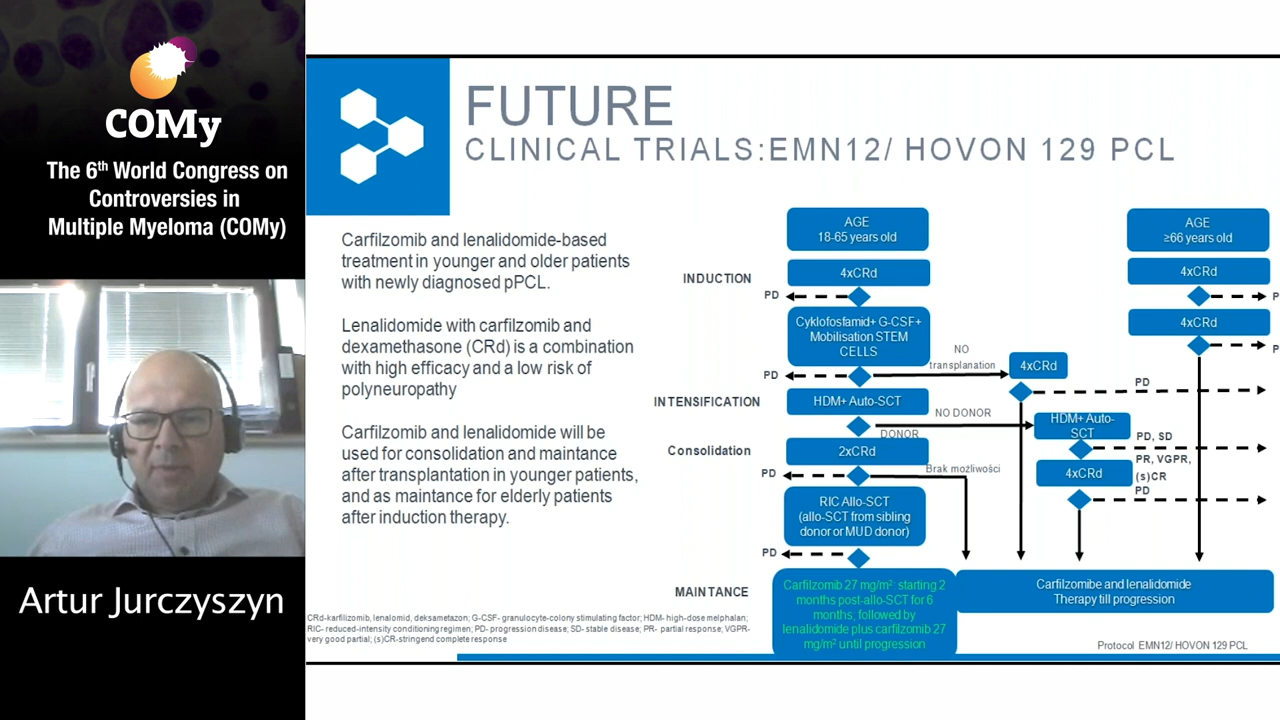 COMy
The 6th World Congress on
Controversies in
Multiple Myeloma (COMy)
Artur Jurczyszyn
FUTURE
CLINICAL TRIALS:EMN12/ HOVON 129 PCL
Carfilzomib and lenalidomide-based
treatment in younger and older patients
with newly diagnosed pPCL.
Lenalidomide with carfilzomib and
dexamethasone (CRd) is a combination
with high efficacy and a low risk of
polyneuropathy
Carfilzomib and lenalidomide will be
used for consolidation and maintance
after transplantation in younger patients,
and as maintance for elderly patients
after induction therapy.
AGE
18-65 years old
AGE
≥66 years old
INDUCTION
4xCRd
4xCRd
PD
P
Cyklofosfamid+ G-CSF+
Mobilisation STEM
CELLS
4xCRd
P
NO
transplanation
4xCRd
PD
PD
INTENSIFICATION
HDM+ Auto-SCT
NO DONOR
DONOR
HDM+ Auto-
SCT
PD, SD
Consolidation
2xCRd
PR, VGPR,
(s)CR
PD
Brak możliwości
4xCRd
PD
RIC Allo-SCT
(allo-SCT from sibling
donor or MUD donor)
PD
MAINTANCE
Carfilzomib 27 mg/m², starting 2
months post-allo-SCT for 6
months, followed by
lenalidomide plus carfilzomib 27
mg/m² until progression
Carfilzomibe and lenalidomide
Therapy till progression
CRd-karfilizomib, lenalomid, deksametazon; G-CSF- granulocyte-colony stimulating factor; HDM- high-dose melphalan;
RIC- reduced-intensity conditioning regimen; PD- progression disease; SD- stable disease; PR- partial response; VGPR-
very good partial; (s)CR-stringend complete response
Protocol EMN12/ HOVON 129 PCL